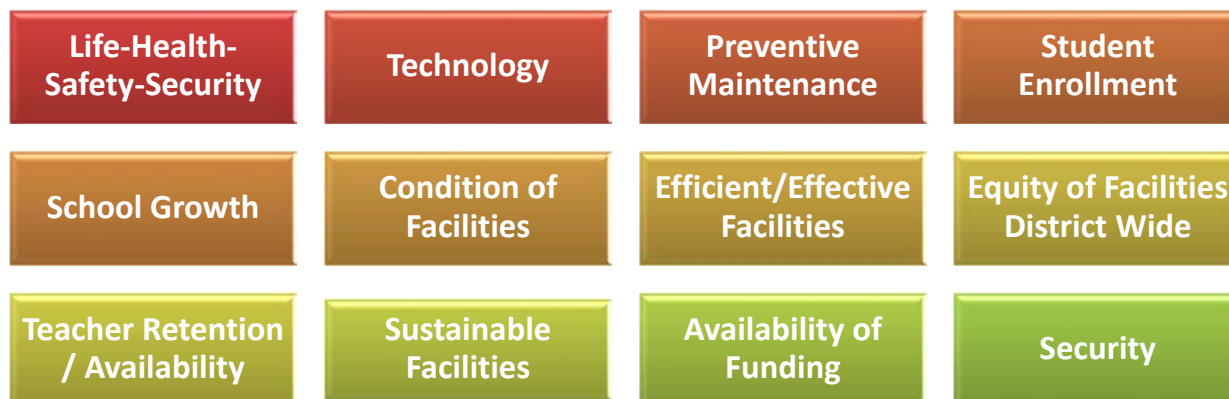 Life-Health-
Safety-Security
Technology
Preventive
Maintenance
Student
Enrollment
School Growth
Condition of
Facilities
Efficient/Effective
Facilities
Equity of Facilities
District Wide
Teacher Retention
/ Availability
Sustainable
Facilities
Availability of
Funding
Security